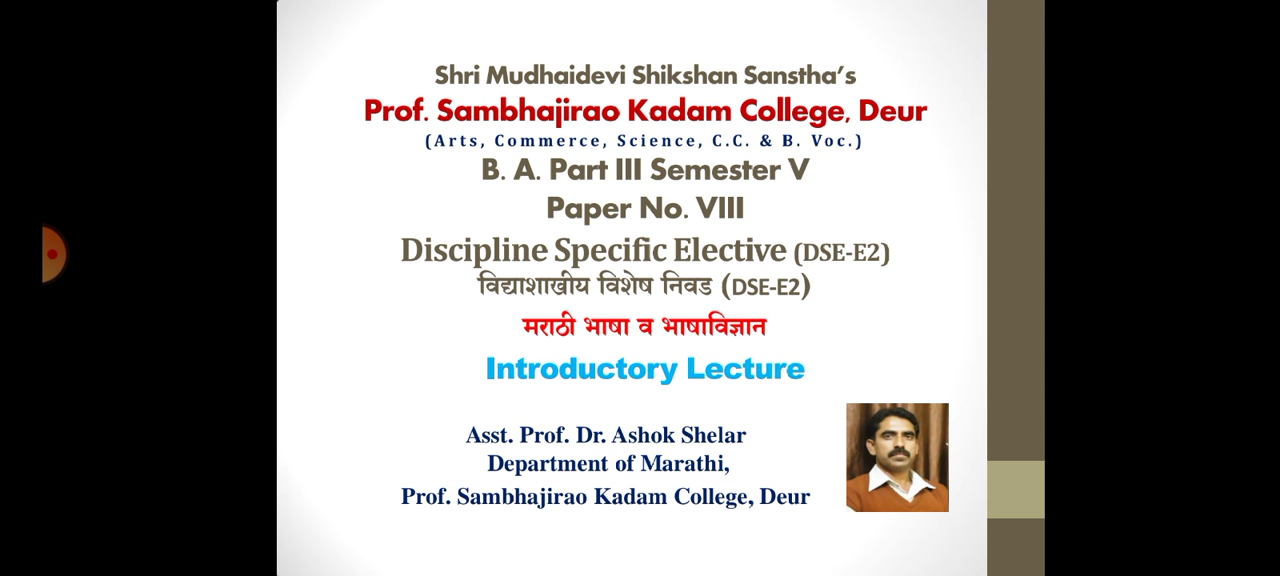 Shri Mudhaidevi Shikshan Sanstha's
Prof. Sambhajirao Kadam College, Deur
(Arts, Commerce, Science, C.C. & B. Voc.)
B. A. Part III Semester V
Paper No. VIII
Discipline Specific Elective (DSE-E2)
विद्याशाखीय विशेष निवड (DSE-E2)
मराठी भाषा व भाषाविज्ञान
Introductory Lecture
Asst. Prof. Dr. Ashok Shelar
Department of Marathi,
Prof. Sambhajirao Kadam College, Deur